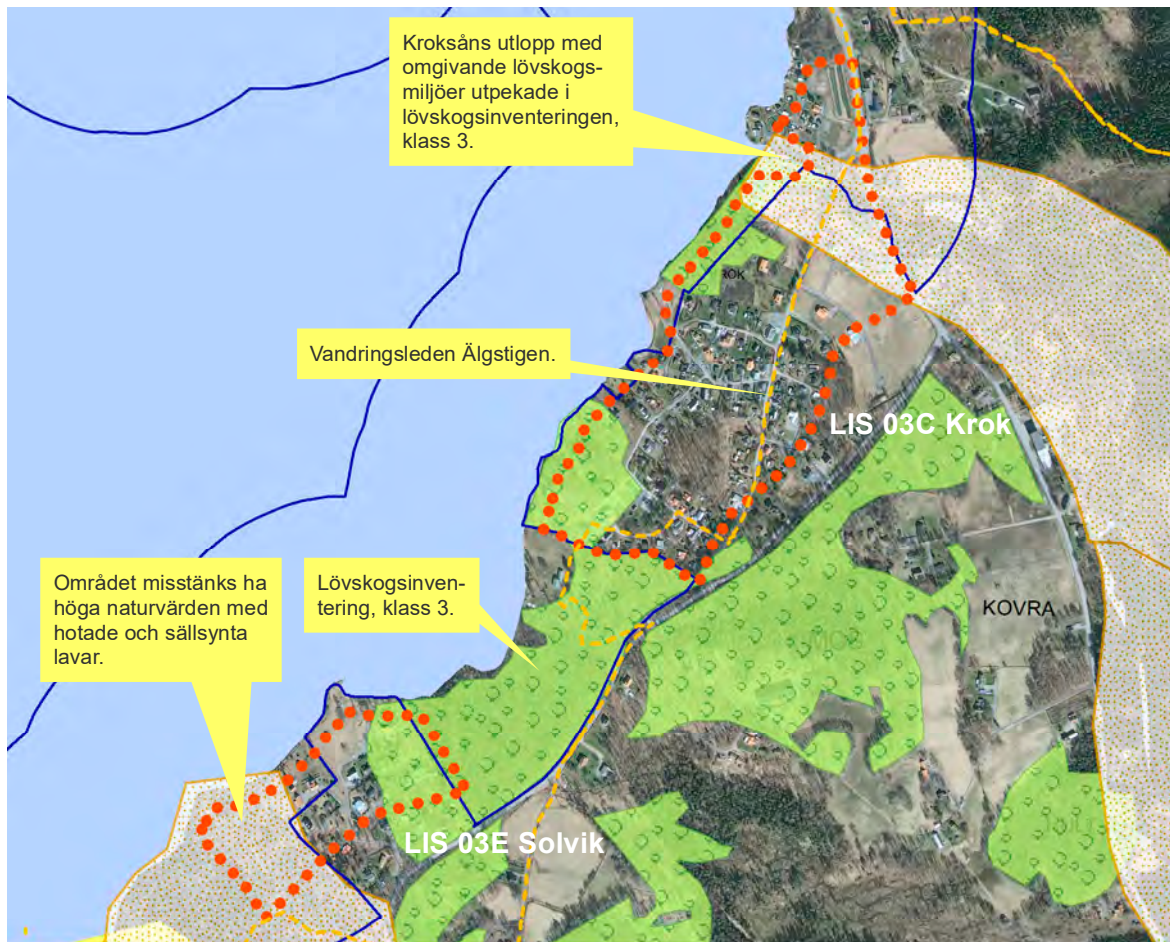 Kroksåns utlopp med
omgivande lövskogs-
miljöer utpekade i
lövskogsinventeringen,
klass 3.
Vandringsleden Älgstigen.
LIS 03C Krok
Området misstänks ha
höga naturvärden med
hotade och sällsynta
lavar.
Lövskogsinven-
tering, klass 3.
KOVRA
LIS 03E Solvik